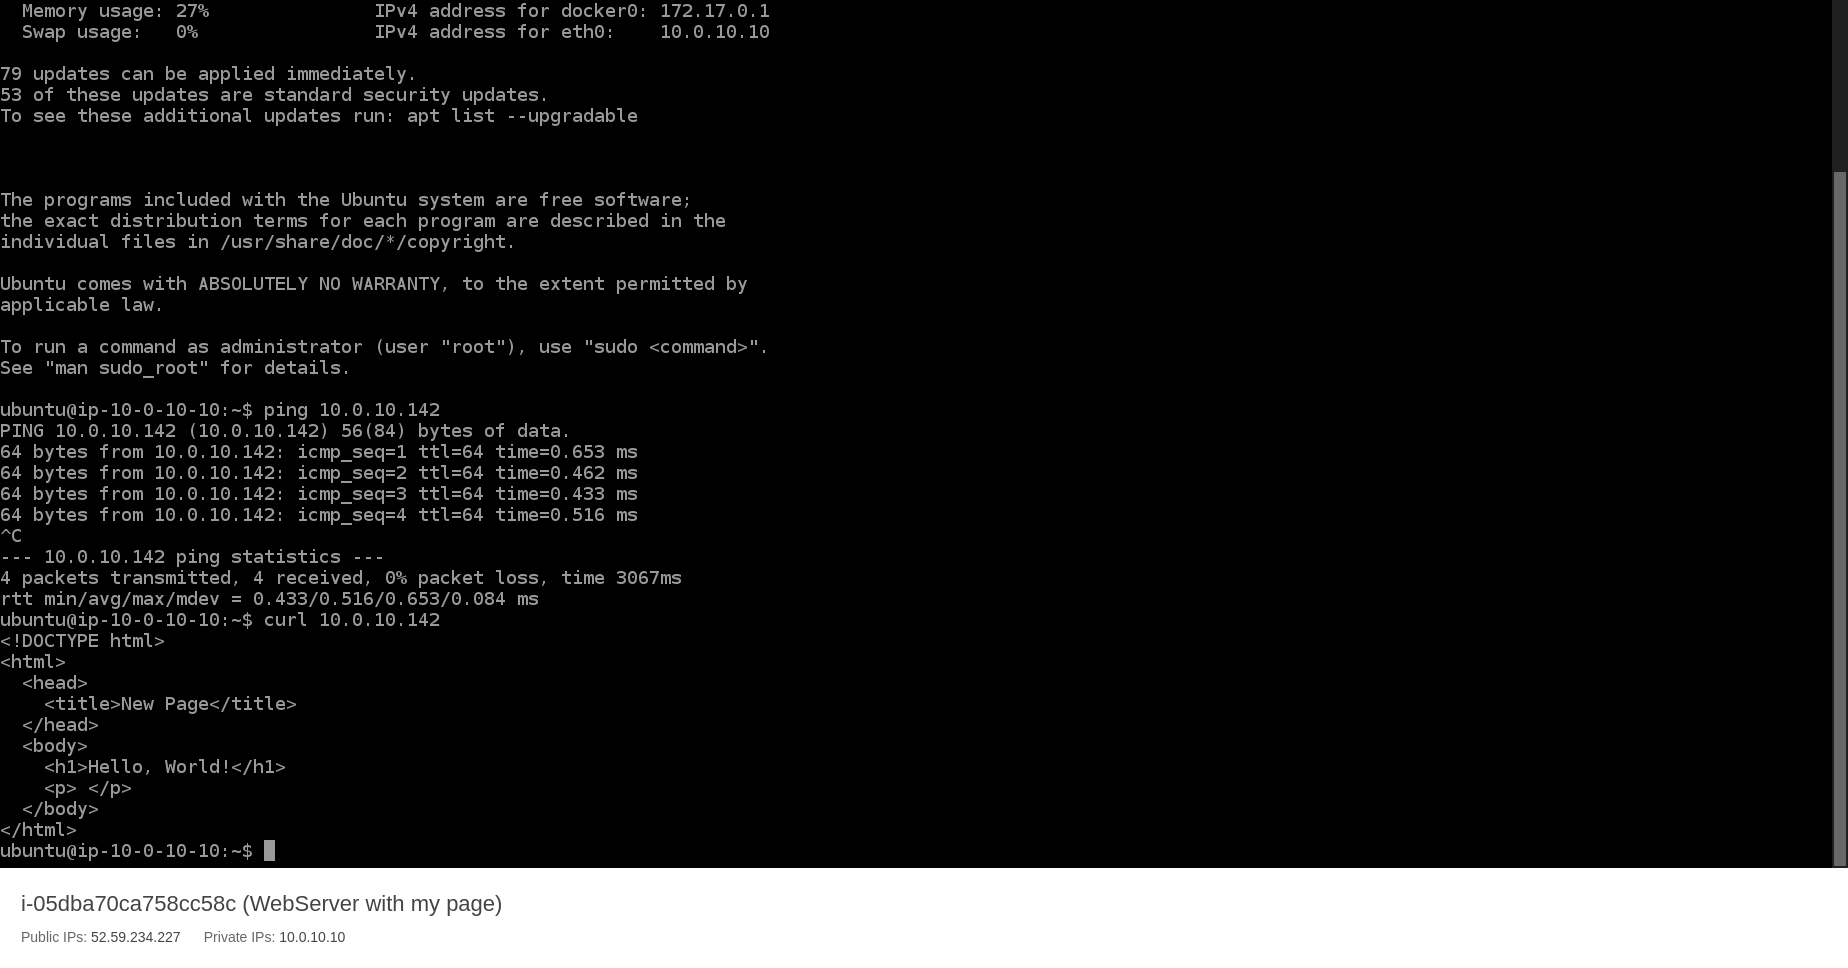 Memory usage: 27%               IPv4 address for docker0: 172.17.0.1
  Swap usage:   0%                IPv4 address for eth0:    10.0.10.10

79 updates can be applied immediately.
53 of these updates are standard security updates.
To see these additional updates run: apt list --upgradable

The programs included with the Ubuntu system are free software;
the exact distribution terms for each program are described in the
individual files in /usr/share/doc/*/copyright.

Ubuntu comes with ABSOLUTELY NO WARRANTY, to the extent permitted by
applicable law.

To run a command as administrator (user "root"), use "sudo <command>".
See "man sudo_root" for details.

ubuntu@ip-10-0-10-10:~$ ping 10.0.10.142
PING 10.0.10.142 (10.0.10.142) 56(84) bytes of data.
64 bytes from 10.0.10.142: icmp_seq=1 ttl=64 time=0.653 ms
64 bytes from 10.0.10.142: icmp_seq=2 ttl=64 time=0.462 ms
64 bytes from 10.0.10.142: icmp_seq=3 ttl=64 time=0.433 ms
64 bytes from 10.0.10.142: icmp_seq=4 ttl=64 time=0.516 ms
^C
--- 10.0.10.142 ping statistics ---
4 packets transmitted, 4 received, 0% packet loss, time 3067ms
rtt min/avg/max/mdev = 0.433/0.516/0.653/0.084 ms
ubuntu@ip-10-0-10-10:~$ curl 10.0.10.142
<!DOCTYPE html>
<html>
  <head>
    <title>New Page</title>
  </head>
  <body>
    <h1>Hello, World!</h1>
    <p> </p>
  </body>
</html>
ubuntu@ip-10-0-10-10:~$
i-05dba70ca758cc58c (WebServer with my page)
Public IPs: 52.59.234.227 Private IPs: 10.0.10.10